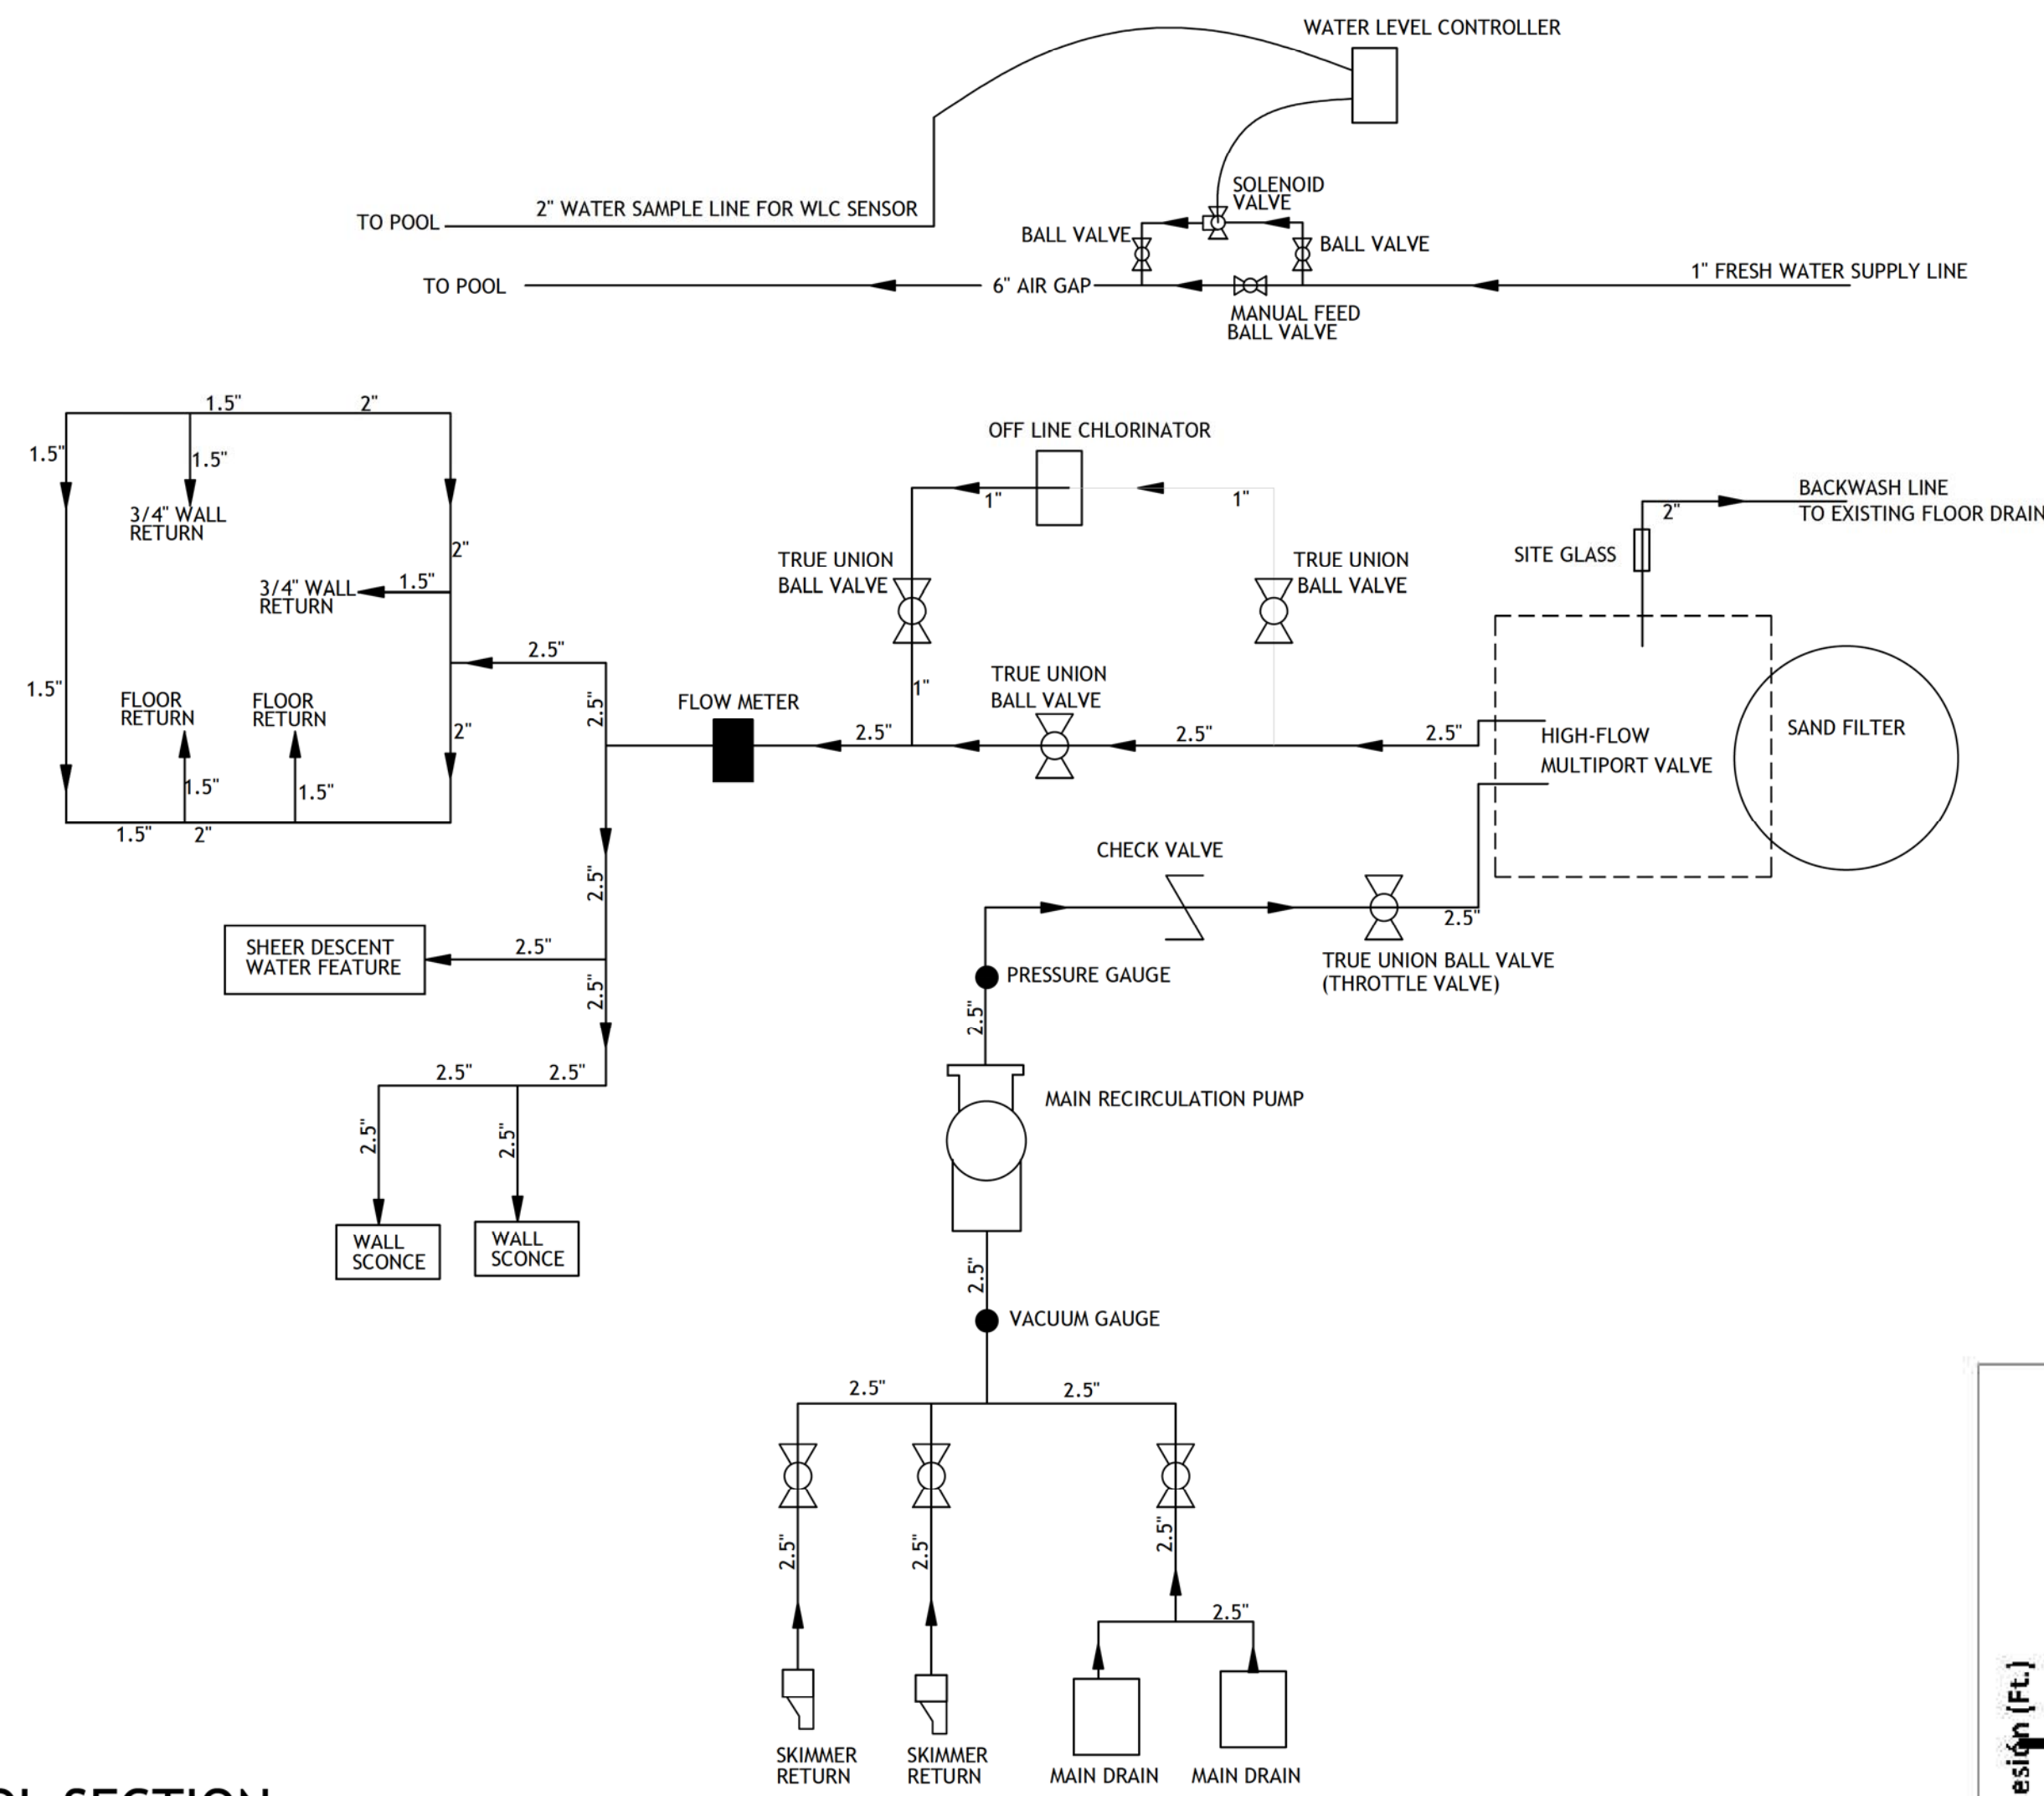 WATER LEVEL CONTROLLER
SOLENOID
VALVE
2" WATER SAMPLE LINE FOR WLC SENSOR
TO POOL
BALL VALVE
BALL VALVE
1" FRESH WATER SUPPLY LINE
TO POOL
6" AIR GAP
MANUAL FEED
BALL VALVE
1.5"
2"
1.5"
1.5"
3/4" WALL
RETURN
2"
3/4" WALL
RETURN
1.5"
2.5"
1.5"
FLOOR
RETURN
FLOOR
RETURN
2.5"
2"
1.5"
1.5"
1.5"
2"
OFF LINE CHLORINATOR
1"
1"
TRUE UNION
BALL VALVE
TRUE UNION
BALL VALVE
1"
TRUE UNION
BALL VALVE
FLOW METER
2.5"
2.5"
2.5"
BACKWASH LINE
TO EXISTING FLOOR DRAIN
2"
SITE GLASS
HIGH-FLOW
MULTIPORT VALVE
SAND FILTER
CHECK VALVE
2.5"
TRUE UNION BALL VALVE
(THROTTLE VALVE)
2.5"
SHEER DESCENT
WATER FEATURE
2.5"
2.5"
PRESSURE GAUGE
2.5"
2.5"
2.5"
2.5"
2.5"
MAIN RECIRCULATION PUMP
WALL
SCONCE
WALL
SCONCE
2.5"
VACUUM GAUGE
2.5"
2.5"
2.5"
2.5"
2.5"
2.5"
SKIMMER
RETURN
SKIMMER
RETURN
MAIN DRAIN
MAIN DRAIN
SECTION
(Ft.)